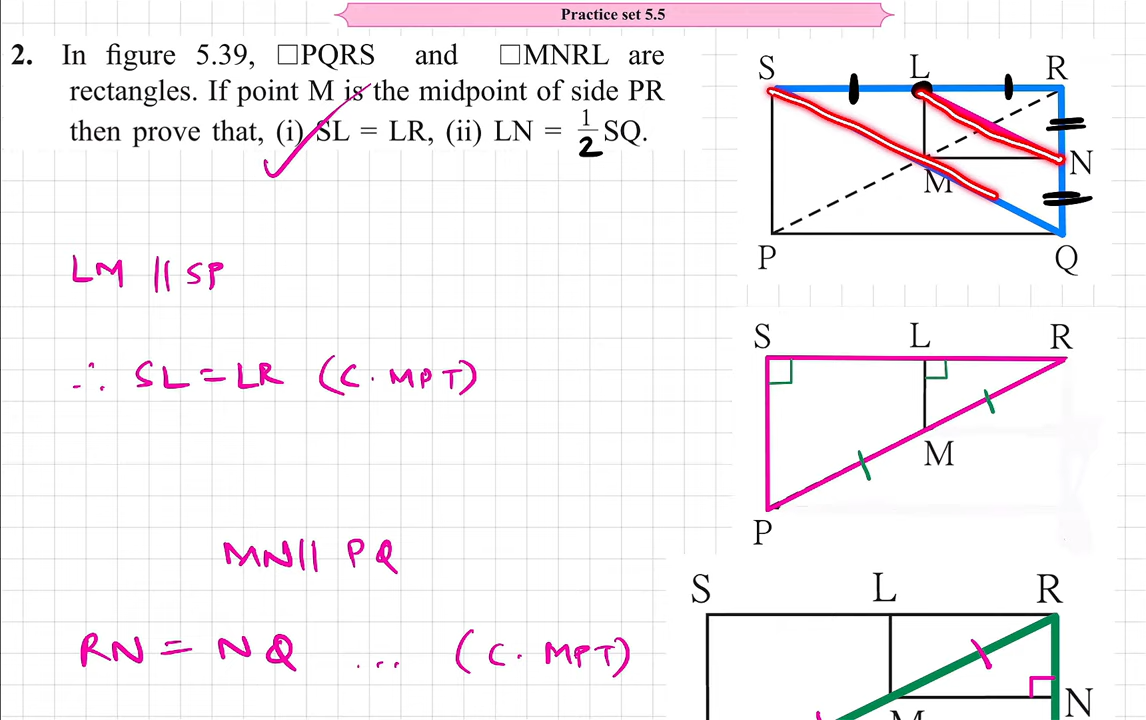 Practice set 5.5
2. In figure 5.39, □PQRS and □MNRL are
rectangles. If point M is the midpoint of side PR
then prove that, (i) SL = LR, (ii) LN = 1/2 SQ.
S L R
M N
P Q
LM || SP
∴ SL = LR (C. MPT)
S L R
M
P
MN || PQ
RN = NQ ... (C. MPT)
S L R
M N